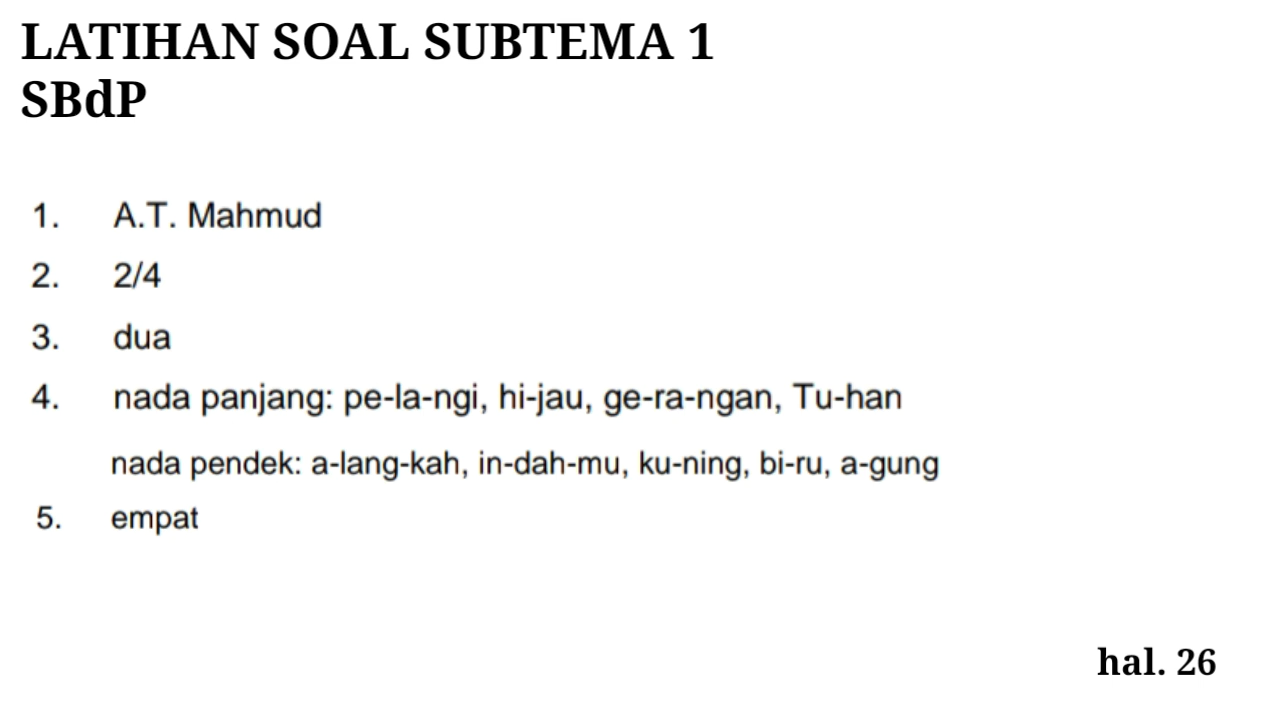 LATIHAN SOAL SUBTEMA 1
SBdP
1. A.T. Mahmud
2. 2/4
3. dua
4. nada panjang: pe-la-ngi, hi-jau, ge-ra-ngan, Tu-han
nada pendek: a-lang-kah, in-dah-mu, ku-ning, bi-ru, a-gung
5. empat
hal. 26